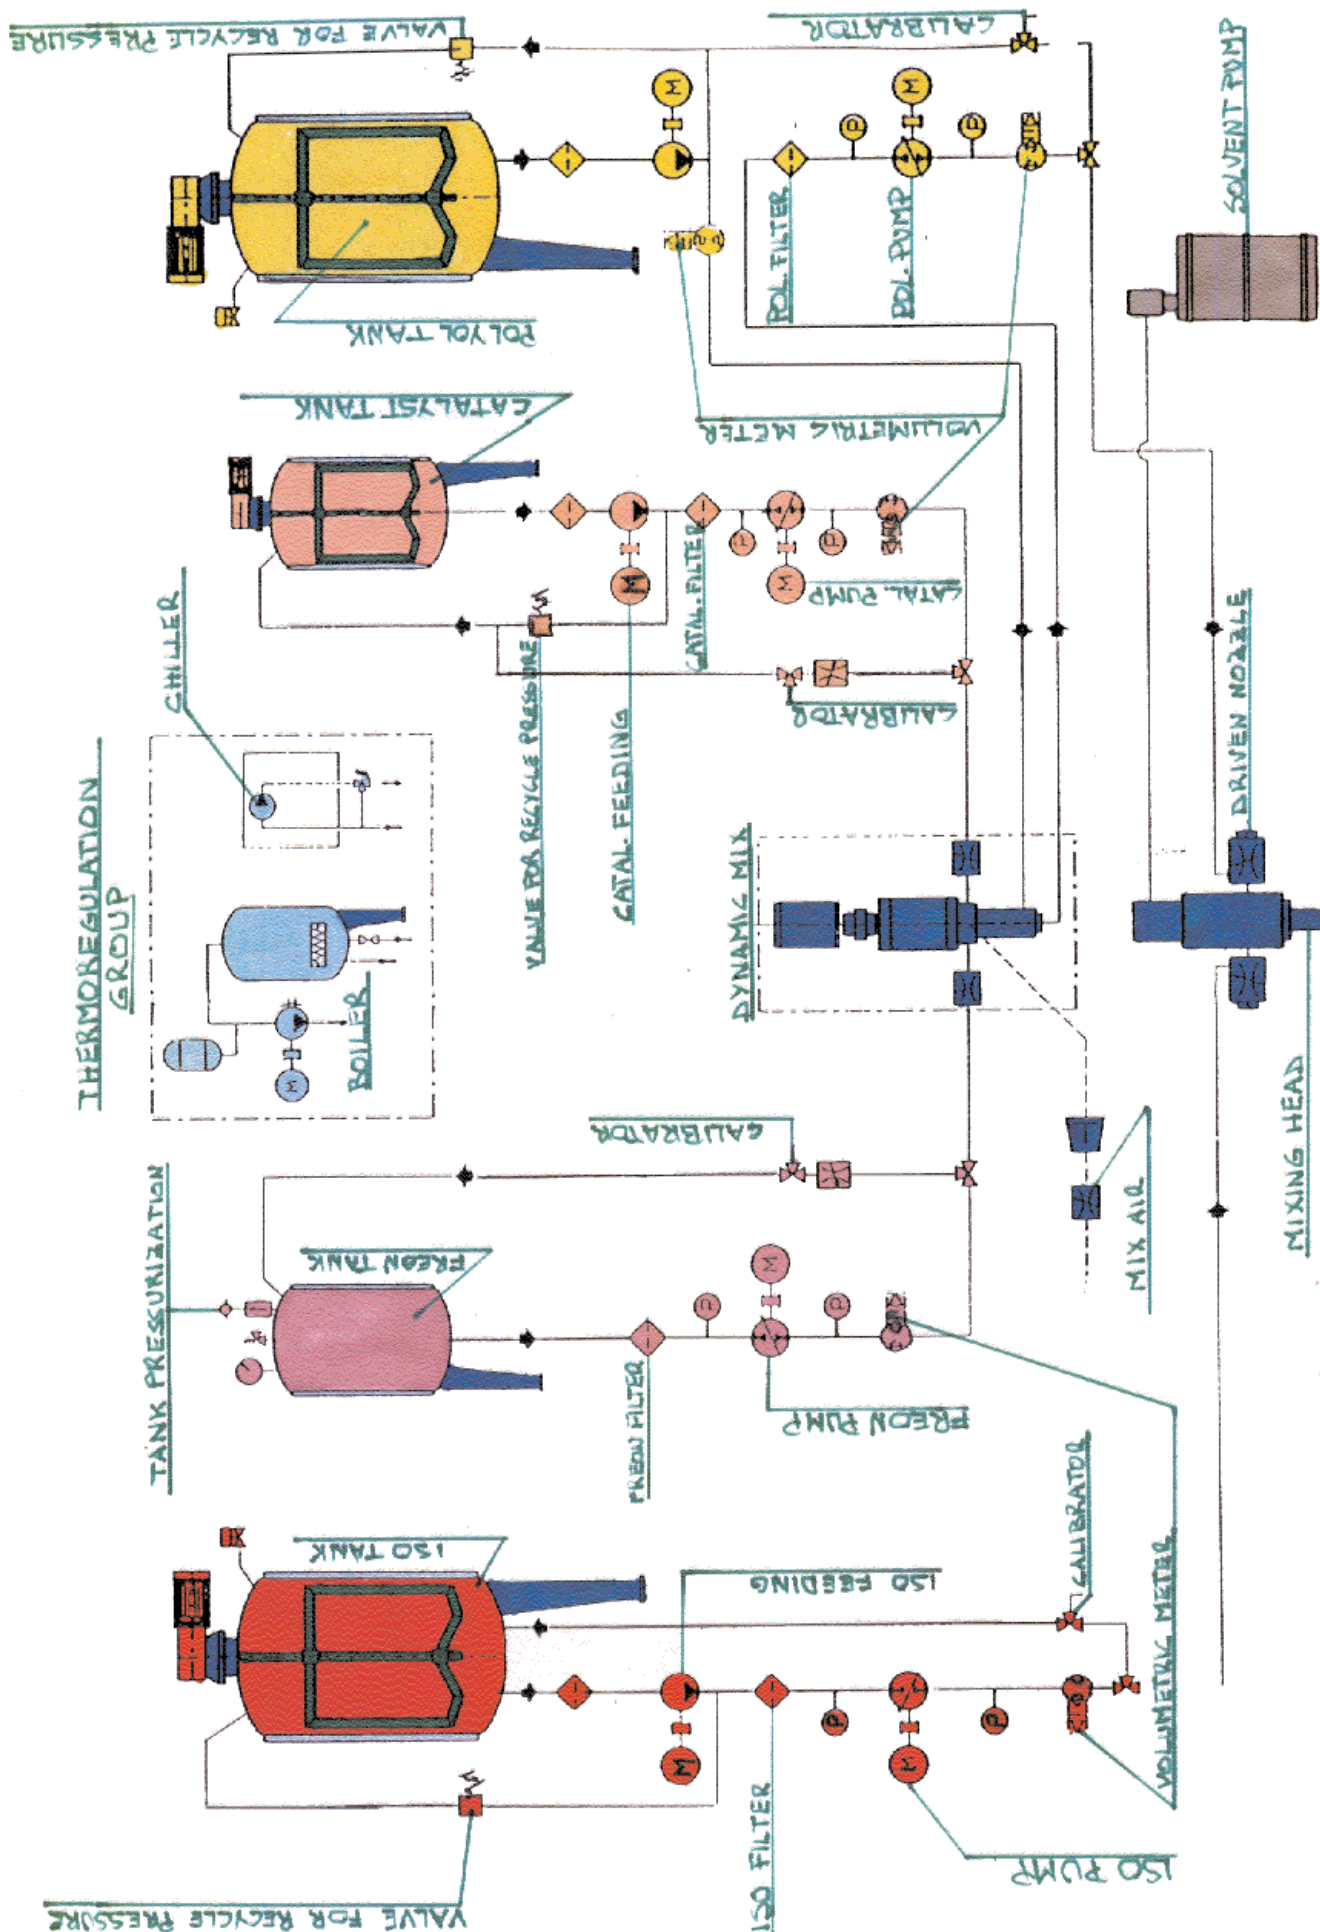 VALVE FOR RECYCLE PRESSURE
CALIBRATOR
SOLVENT PUMP
M
M
P
P
POLYOL TANK
POL. FILTER
POL. PUMP
CATALYST TANK
VOLUMETRIC METER
CHILLER
M
P
M
P
CATAL. FILTER
CATAL. PUMP
VALVE FOR RECYCLE PRESSURE
CATAL. FEEDING
CALIBRATOR
THERMOREGULATION
GROUP
BOILER
M
DYNAMIC MIX
DRIVEN NOZZLE
MIXING HEAD
MIX AIR
CALIBRATOR
TANK PRESSURIZATION
FREON TANK
M
P
P
FREON FILTER
FREON PUMP
ISO TANK
ISO FEEDING
CALIBRATOR
VOLUMETRIC METER
M
P
M
P
ISO FILTER
ISO PUMP
VALVE FOR RECYCLE PRESSURE